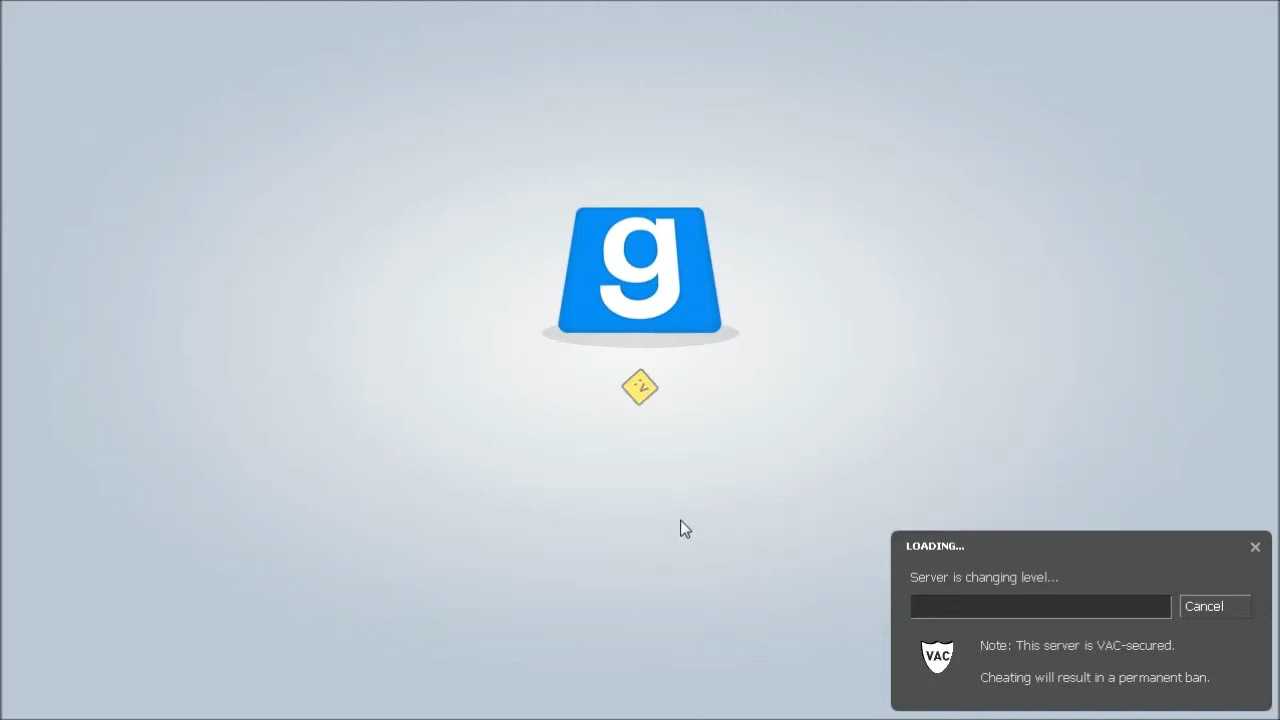 g
:v
LOADING...
Server is changing level...
Cancel
VAC
Note: This server is VAC-secured.
Cheating will result in a permanent ban.